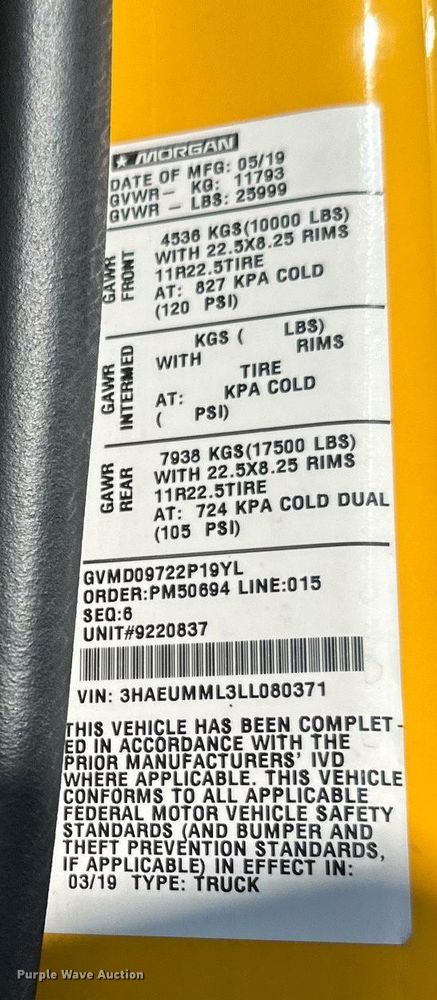 MORGAN
DATE OF MFG: 05/19
GVWR- KG: 11793
GVWR - LBS: 25999
GAWR FRONT
4536 KGS(10000 LBS)
WITH 22.5X8.25 RIMS
11R22.5TIRE
AT: 827 KPA COLD
(120 PSI)
GAWR INTERMED
KGS ( LBS)
WITH RIMS
TIRE
AT: KPA COLD
( PSI)
GAWR REAR
7938 KGS(17500 LBS)
WITH 22.5X8.25 RIMS
11R22.5TIRE
AT: 724 KPA COLD DUAL
(105 PSI)
GVMD09722P19YL
ORDER:PM50694 LINE:015
SEQ:6
UNIT#9220837
VIN: 3HAEUMML3LL080371
THIS VEHICLE HAS BEEN COMPLET-
ED IN ACCORDANCE WITH THE
PRIOR MANUFACTURERS' IVD
WHERE APPLICABLE. THIS VEHICLE
CONFORMS TO ALL APPLICABLE
FEDERAL MOTOR VEHICLE SAFETY
STANDARDS (AND BUMPER AND
THEFT PREVENTION STANDARDS,
IF APPLICABLE) IN EFFECT IN:
03/19 TYPE: TRUCK
Purple Wave Auction